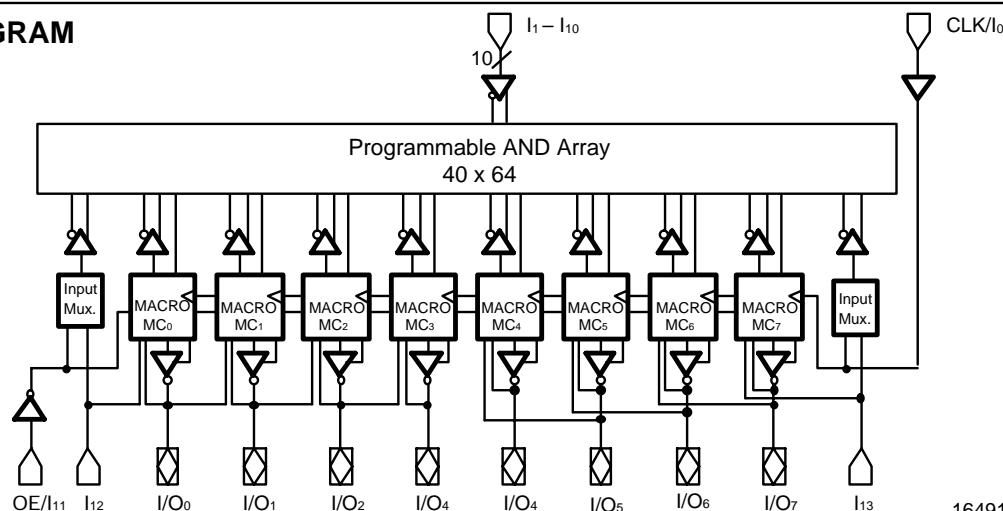 GRAM
I₁ – I₁₀
CLK/I₀
10
Programmable AND Array
40 x 64
Input
Mux.
MACRO
MC₀
MACRO
MC₁
MACRO
MC₂
MACRO
MC₃
MACRO
MC₄
MACRO
MC₅
MACRO
MC₆
MACRO
MC₇
Input
Mux.
OE/I₁₁ I₁₂ I/O₀ I/O₁ I/O₂ I/O₄ I/O₄ I/O₅ I/O₆ I/O₇ I₁₃
16491